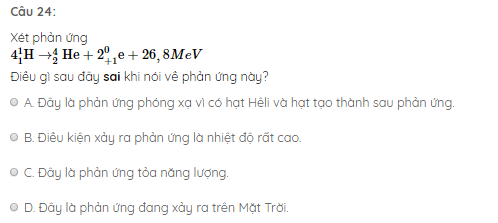 Câu 24:
Xét phản ứng
4¹₁H →⁴₂ He + 2⁰₊₁e + 26, 8MeV
Điều gì sau đây sai khi nói về phản ứng này?
A. Đây là phản ứng phóng xạ vì có hạt Hêli và hạt tạo thành sau phản ứng.
B. Điều kiện xảy ra phản ứng là nhiệt độ rất cao.
C. Đây là phản ứng tỏa năng lượng.
D. Đây là phản ứng đang xảy ra trên Mặt Trời.